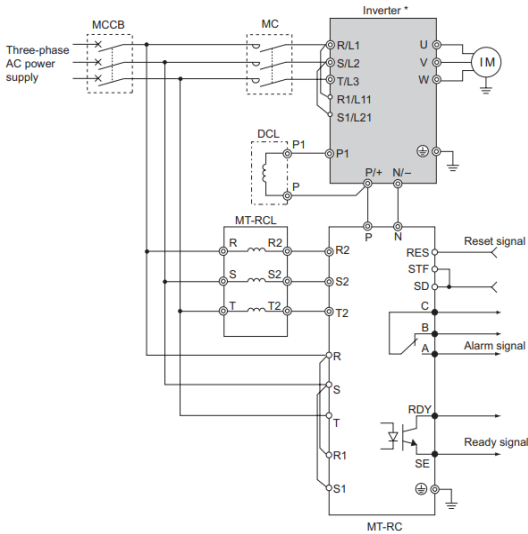 Inverter *
MCCB
MC
Three-phase
AC power
supply
R/L1
S/L2
T/L3
R1/L11
S1/L21
U
V
W
IM
DCL
P1
P1
P
P/+
N/–
MT-RCL
R
R2
S
S2
T
T2
P
N
R2
S2
T2
R
S
T
R1
S1
RES
Reset signal
STF
SD
C
B
A
Alarm signal
RDY
Ready signal
SE
MT-RC